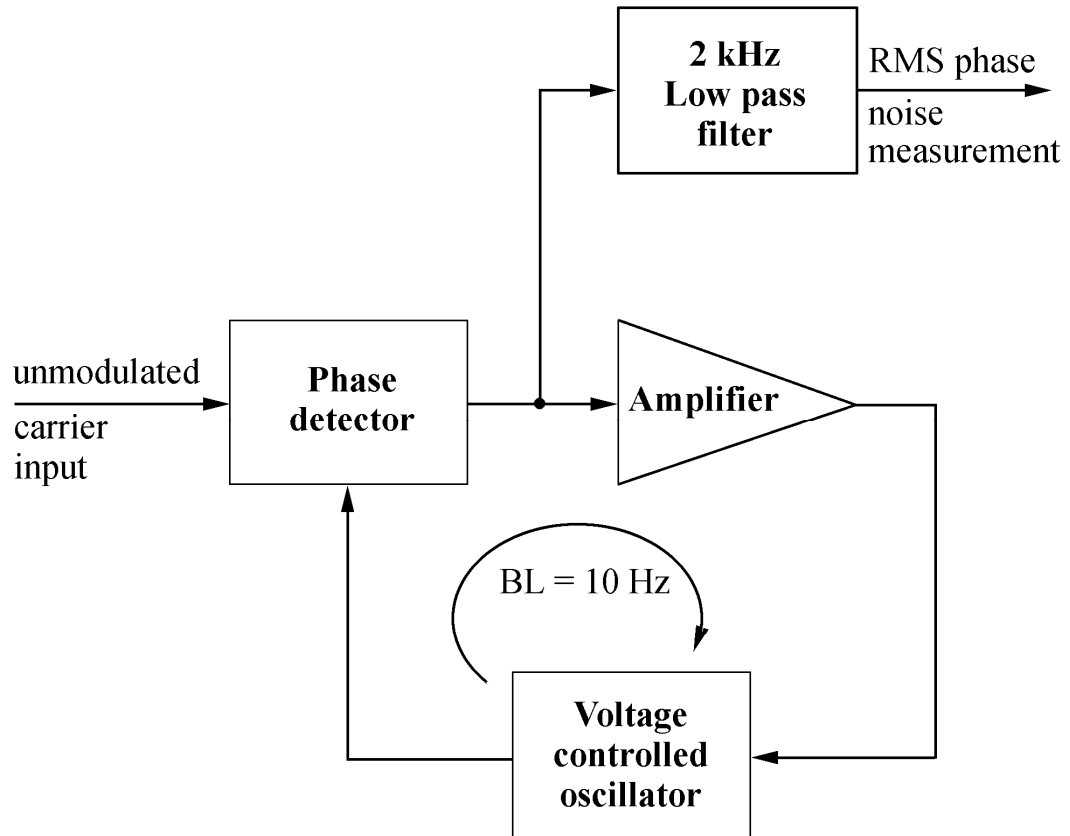 2 kHz
Low pass
filter
RMS phase
noise
measurement
unmodulated
carrier
input
Phase
detector
Amplifier
BL = 10 Hz
Voltage
controlled
oscillator